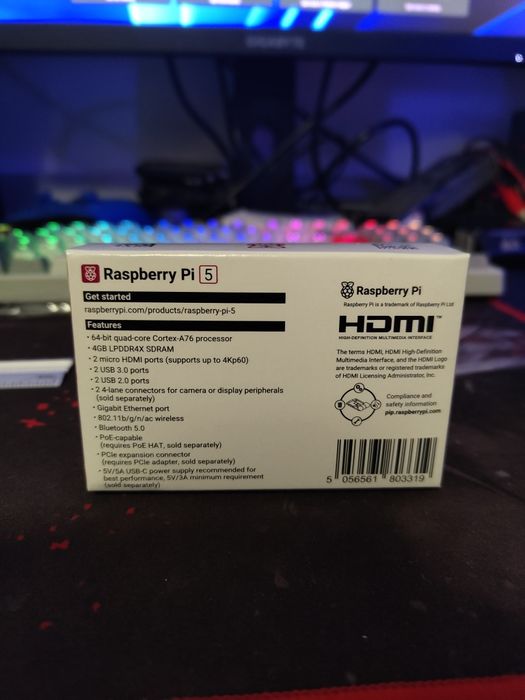 GIGABYTE
Raspberry Pi 5
Get started
raspberrypi.com/products/raspberry-pi-5
Features
· 64-bit quad-core Cortex-A76 processor
· 4GB LPDDR4X SDRAM
· 2 micro HDMI ports (supports up to 4Kp60)
· 2 USB 3.0 ports
· 2 USB 2.0 ports
· 2 4-lane connectors for camera or display peripherals
(sold separately)
· Gigabit Ethernet port
· 802.11b/g/n/ac wireless
· Bluetooth 5.0
· PoE-capable
(requires PoE HAT, sold separately)
· PCIe expansion connector
(requires PCIe adapter, sold separately)
· 5V/5A USB-C power supply recommended for
best performance, 5V/3A minimum requirement
(sold separately)
Raspberry Pi
Raspberry Pi is a trademark of Raspberry Pi Ltd
HDMI™
HIGH-DEFINITION MULTIMEDIA INTERFACE
The terms HDMI, HDMI High-Definition
Multimedia Interface, and the HDMI Logo
are trademarks or registered trademarks
of HDMI Licensing Administrator, Inc.
Compliance and
safety information
pip.raspberrypi.com
5 056561 803319